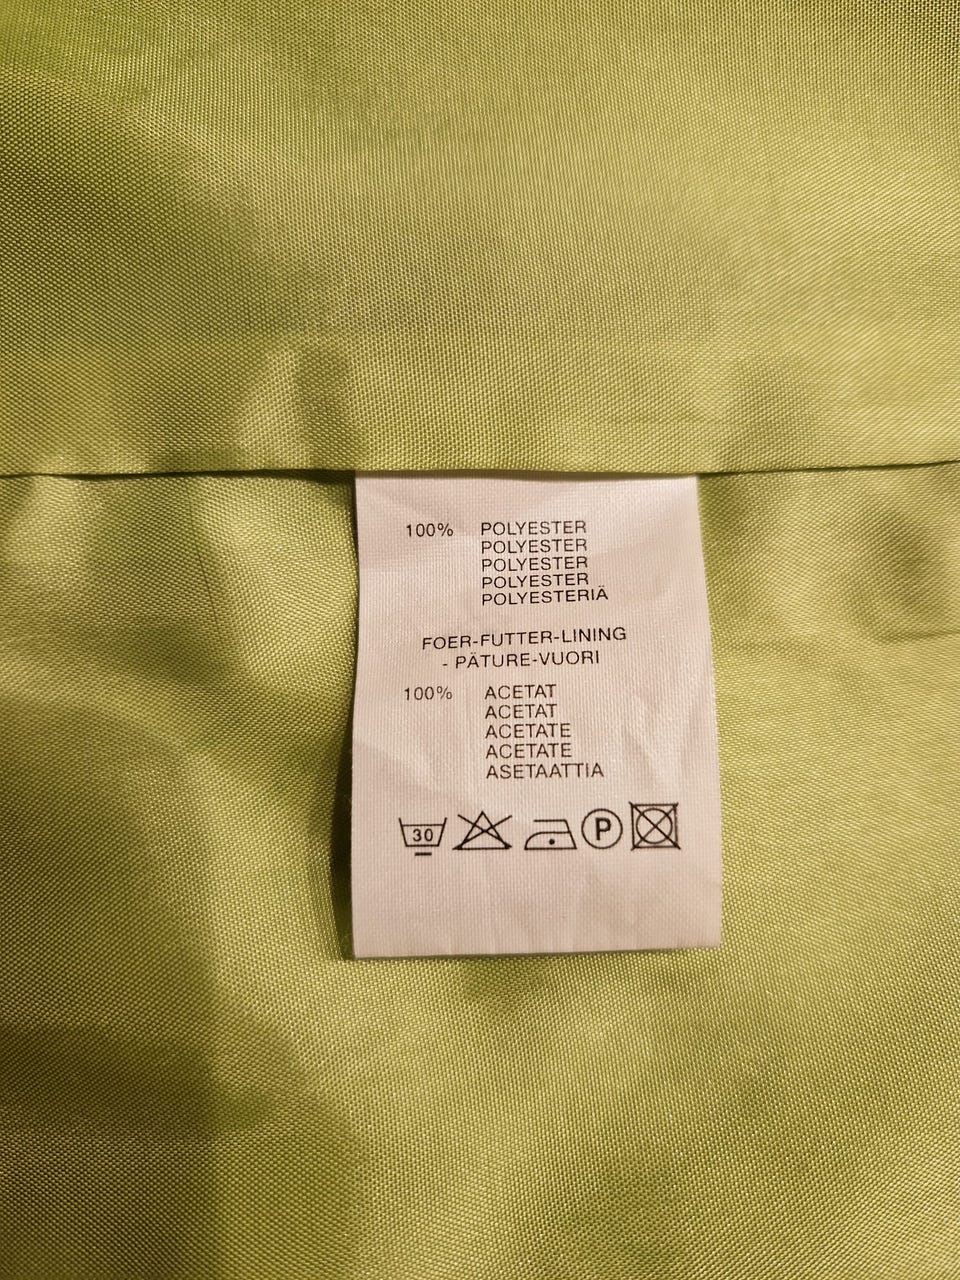 100% POLYESTER
POLYESTER
POLYESTER
POLYESTER
POLYESTERIÄ
FOER-FUTTER-LINING
- PÄTURE-VUORI
100% ACETAT
ACETAT
ACETATE
ACETATE
ASETAATTIA
30 P